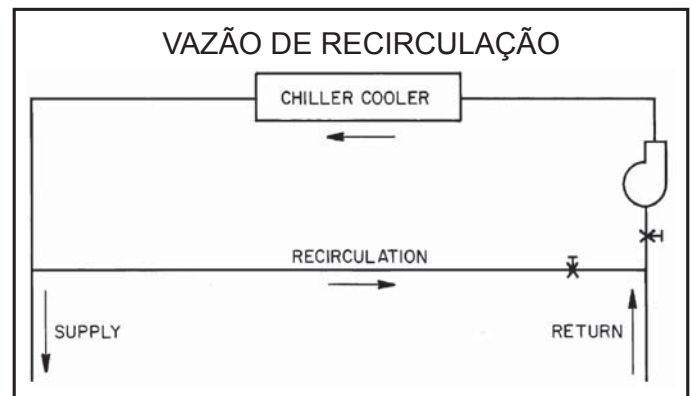 VAZÃO DE RECIRCULAÇÃO
CHILLER COOLER
RECIRCULATION
SUPPLY
RETURN